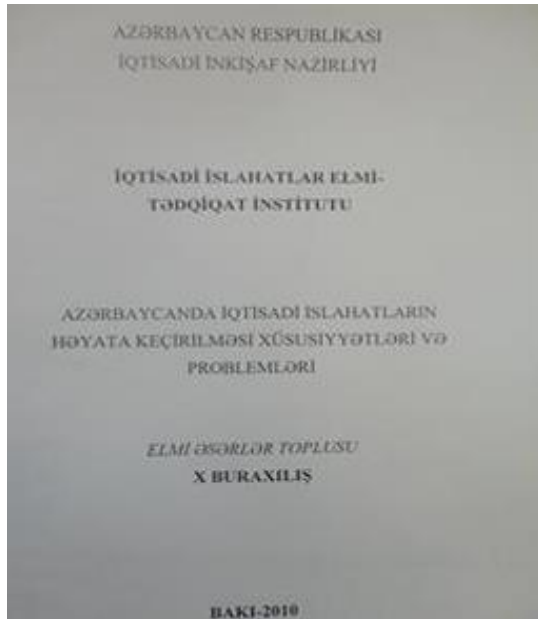 AZƏRBAYCAN RESPUBLİKASI
İQTİSADİ İNKİŞAF NAZİRLİYİ
İQTİSADİ İSLAHATLAR ELMİ-
TƏDQİQAT İNSTİTUTU
AZƏRBAYCANDA İQTİSADİ İSLAHATLARIN
HƏYATA KEÇİRİLMƏSİ XÜSUSİYYƏTLƏRİ VƏ
PROBLEMLƏRİ
ELMİ ƏSƏRLƏR TOPLUSU
X BURAXILIŞ
BAKI-2010